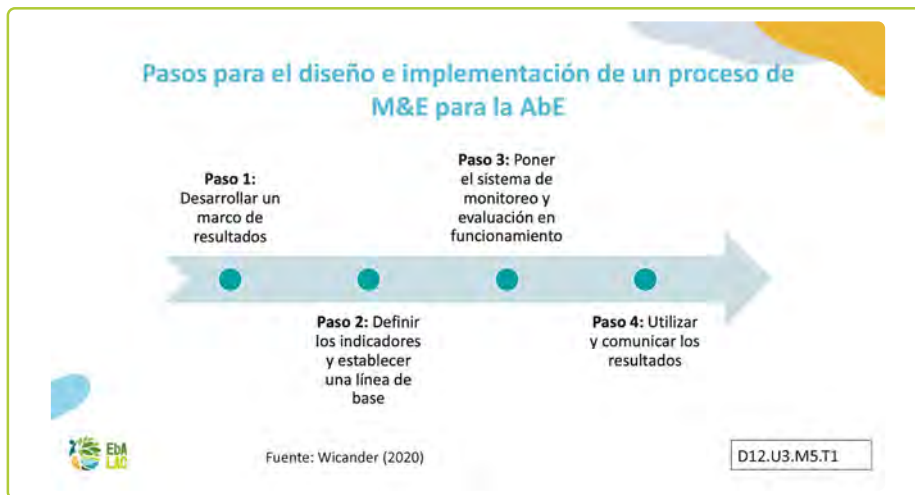 Pasos para el diseño e implementación de un proceso de
M&E para la AbE
Paso 1:
Desarrollar un
marco de
resultados
Paso 2: Definir
los indicadores
y establecer
una línea de
base
Paso 3: Poner
el sistema de
monitoreo y
evaluación en
funcionamiento
Paso 4: Utilizar
y comunicar los
resultados
EbA
LAC
Fuente: Wicander (2020)
D12.U3.M5.T1